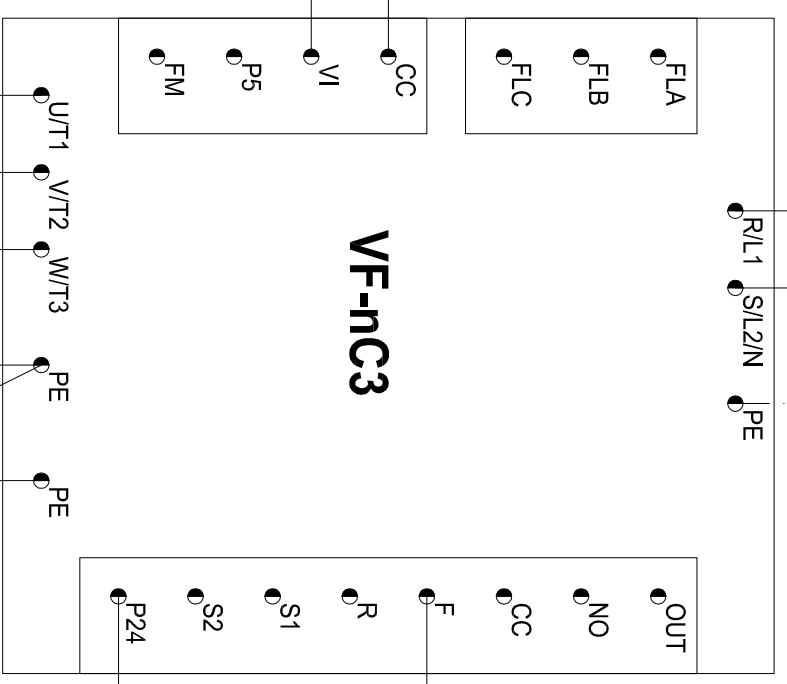 R/L1
S/L2/N
PE
FLA
FLB
FLC
CC
VI
P5
FM
VF-nC3
OUT
NO
CC
F
R
S1
S2
P24
U/T1
V/T2
W/T3
PE
PE